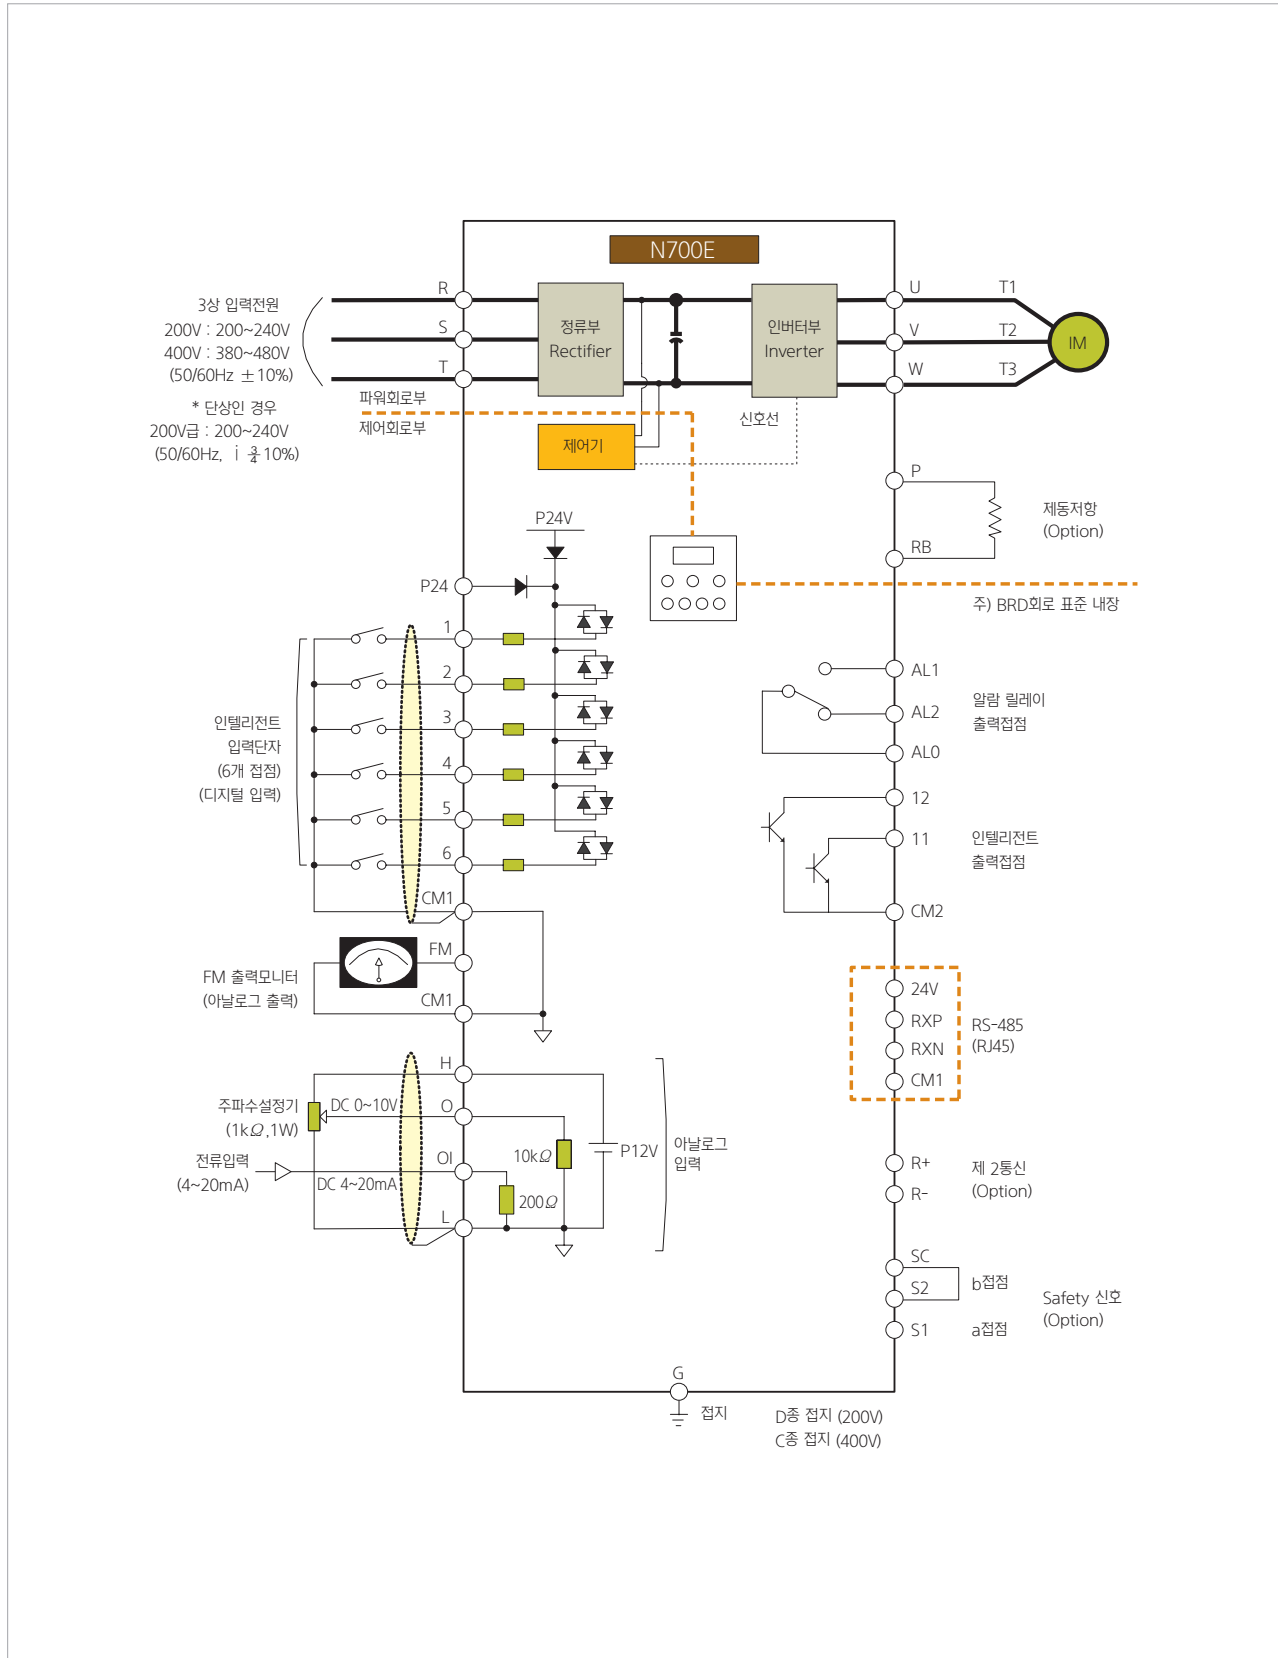 N700E
3상 입력전원
200V : 200~240V
400V : 380~480V
(50/60Hz ±10%)
* 단상인 경우
200V급 : 200~240V
(50/60Hz, i ¾10%)
R
S
T
정류부
Rectifier
인버터부
Inverter
U
V
W
T1
T2
T3
IM
파워회로부
제어회로부
제어기
신호선
P
RB
제동저항
(Option)
주) BRD회로 표준 내장
P24V
P24
1
2
3
4
5
6
CM1
인텔리전트
입력단자
(6개 접점)
(디지털 입력)
AL1
AL2
AL0
알람 릴레이
출력접점
12
11
CM2
인텔리전트
출력접점
FM
CM1
FM 출력모니터
(아날로그 출력)
24V
RXP
RXN
CM1
RS-485
(RJ45)
H
O
OI
L
주파수설정기
(1kΩ,1W)
DC 0~10V
전류입력
(4~20mA)
DC 4~20mA
10kΩ
200Ω
P12V
아날로그
입력
R+
R-
제 2통신
(Option)
SC
S2
S1
b접점
a접점
Safety 신호
(Option)
G
접지
D종 접지 (200V)
C종 접지 (400V)